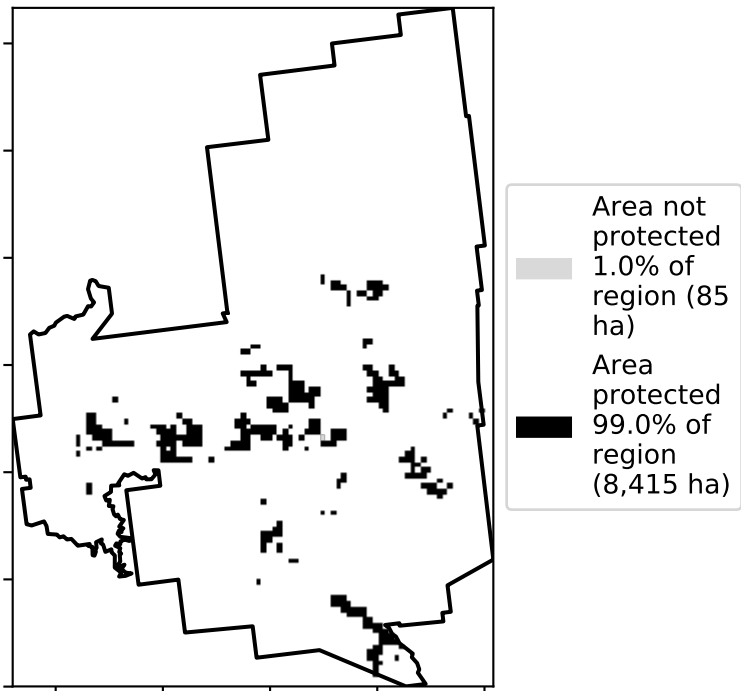 Area not
protected
1.0% of
region (85
ha)
Area
protected
99.0% of
region
(8,415 ha)